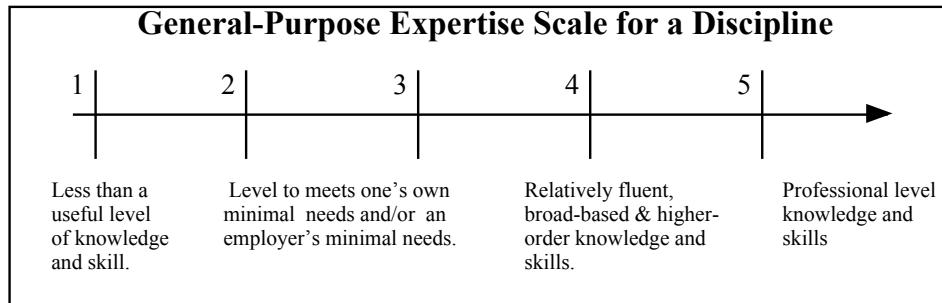 General-Purpose Expertise Scale for a Discipline
1 2 3 4 5
Less than a
useful level
of knowledge
and skill.
Level to meets one's own
minimal needs and/or an
employer's minimal needs.
Relatively fluent,
broad-based & higher-
order knowledge and
skills.
Professional level
knowledge and
skills